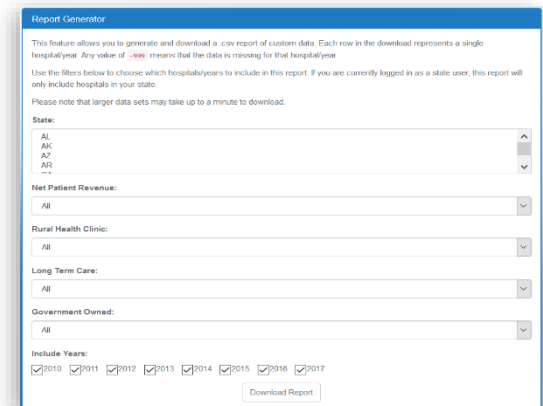 Report Generator
This feature allows you to generate and download a .csv report of custom data. Each row in the download represents a single
hospital/year. Any value of -999 means that the data is missing for that hospital/year.
Use the filters below to choose which hospitals/years to include in this report. If you are currently logged in as a state user, this report will
only include hospitals in your state.
Please note that larger data sets may take up to a minute to download.
State:
AL
AK
AZ
AR
Net Patient Revenue:
All
Rural Health Clinic:
All
Long Term Care:
All
Government Owned:
All
Include Years:
2010 2011 2012 2013 2014 2015 2016 2017
Download Report